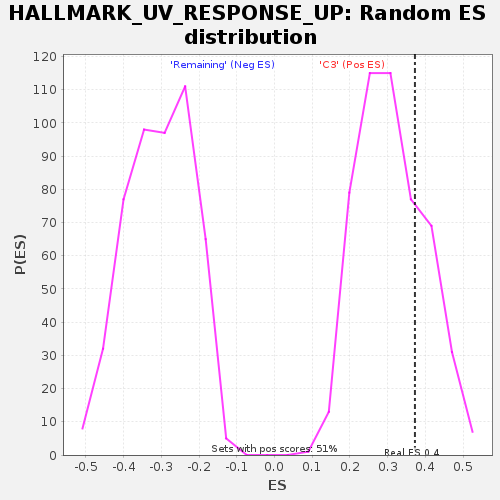 HALLMARK_UV_RESPONSE_UP: Random ES
distribution
'Remaining' (Neg ES) 'C3' (Pos ES)
P(ES)
120
110
100
90
80
70
60
50
40
30
20
10
0
Sets with pos scores: 51%
Real ES 0.4
-0.5 -0.4 -0.3 -0.2 -0.1 0.0 0.1 0.2 0.3 0.4 0.5
ES